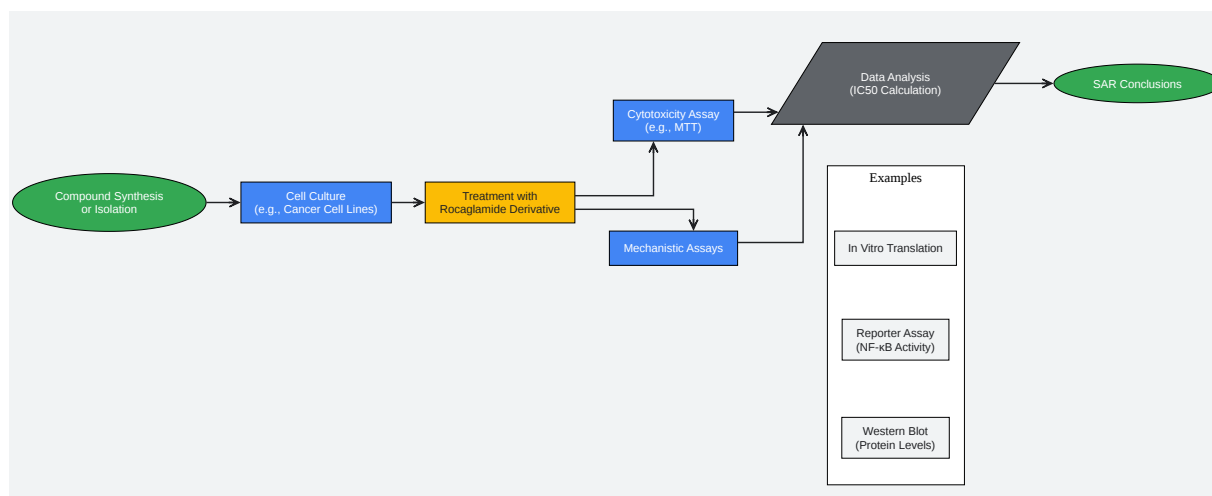 Compound Synthesis
or Isolation
Cell Culture
(e.g., Cancer Cell Lines)
Treatment with
Rocaglamide Derivative
Cytotoxicity Assay
(e.g., MTT)
Mechanistic Assays
Data Analysis
(IC50 Calculation)
SAR Conclusions
Examples
In Vitro Translation
Reporter Assay
(NF-κB Activity)
Western Blot
(Protein Levels)